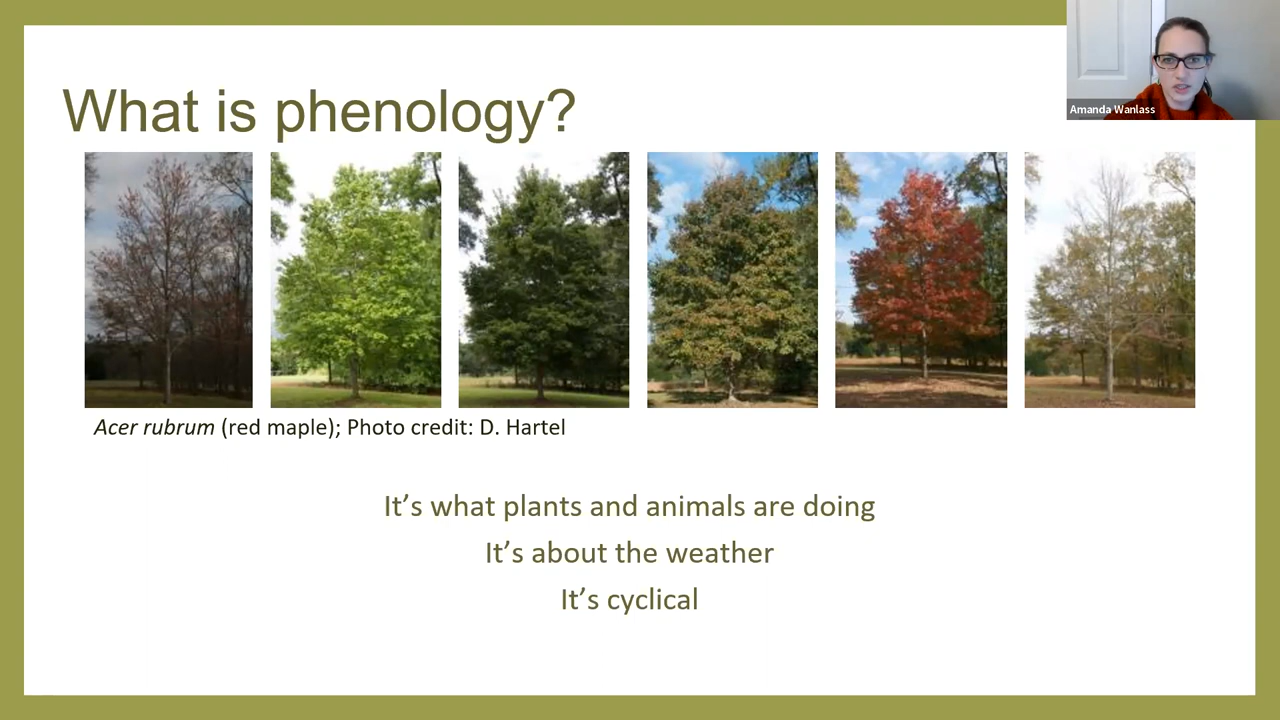 Amanda Wanlass
What is phenology?
Acer rubrum (red maple); Photo credit: D. Hartel
It’s what plants and animals are doing
It’s about the weather
It’s cyclical